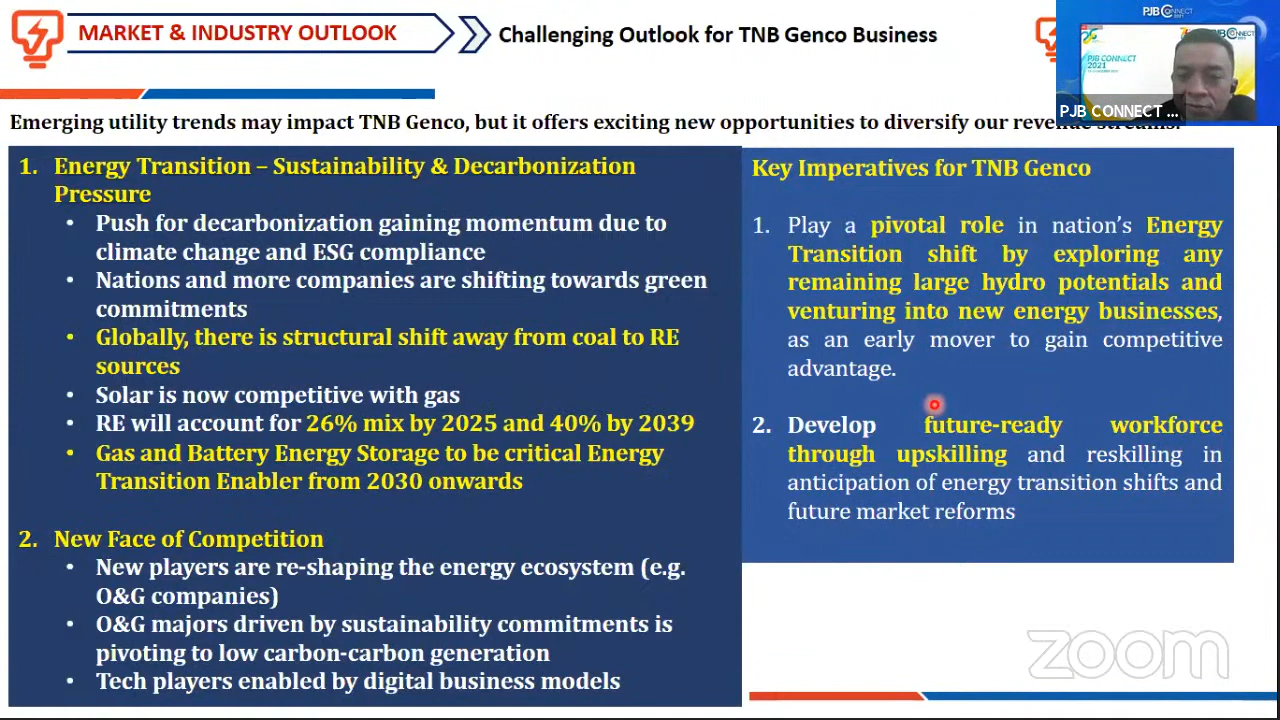 MARKET & INDUSTRY OUTLOOK
Challenging Outlook for TNB Genco Business
PJB CONNECT
2021
PJB CONNECT
2021
PJB CONNECT ...
Emerging utility trends may impact TNB Genco, but it offers exciting new opportunities to diversify our revenue streams.
1. Energy Transition – Sustainability & Decarbonization
Pressure
• Push for decarbonization gaining momentum due to
climate change and ESG compliance
• Nations and more companies are shifting towards green
commitments
• Globally, there is structural shift away from coal to RE
sources
• Solar is now competitive with gas
• RE will account for 26% mix by 2025 and 40% by 2039
• Gas and Battery Energy Storage to be critical Energy
Transition Enabler from 2030 onwards
2. New Face of Competition
• New players are re-shaping the energy ecosystem (e.g.
O&G companies)
• O&G majors driven by sustainability commitments is
pivoting to low carbon-carbon generation
• Tech players enabled by digital business models
Key Imperatives for TNB Genco
1. Play a pivotal role in nation's Energy
Transition shift by exploring any
remaining large hydro potentials and
venturing into new energy businesses,
as an early mover to gain competitive
advantage.
2. Develop future-ready workforce
through upskilling and reskilling in
anticipation of energy transition shifts and
future market reforms
zoom